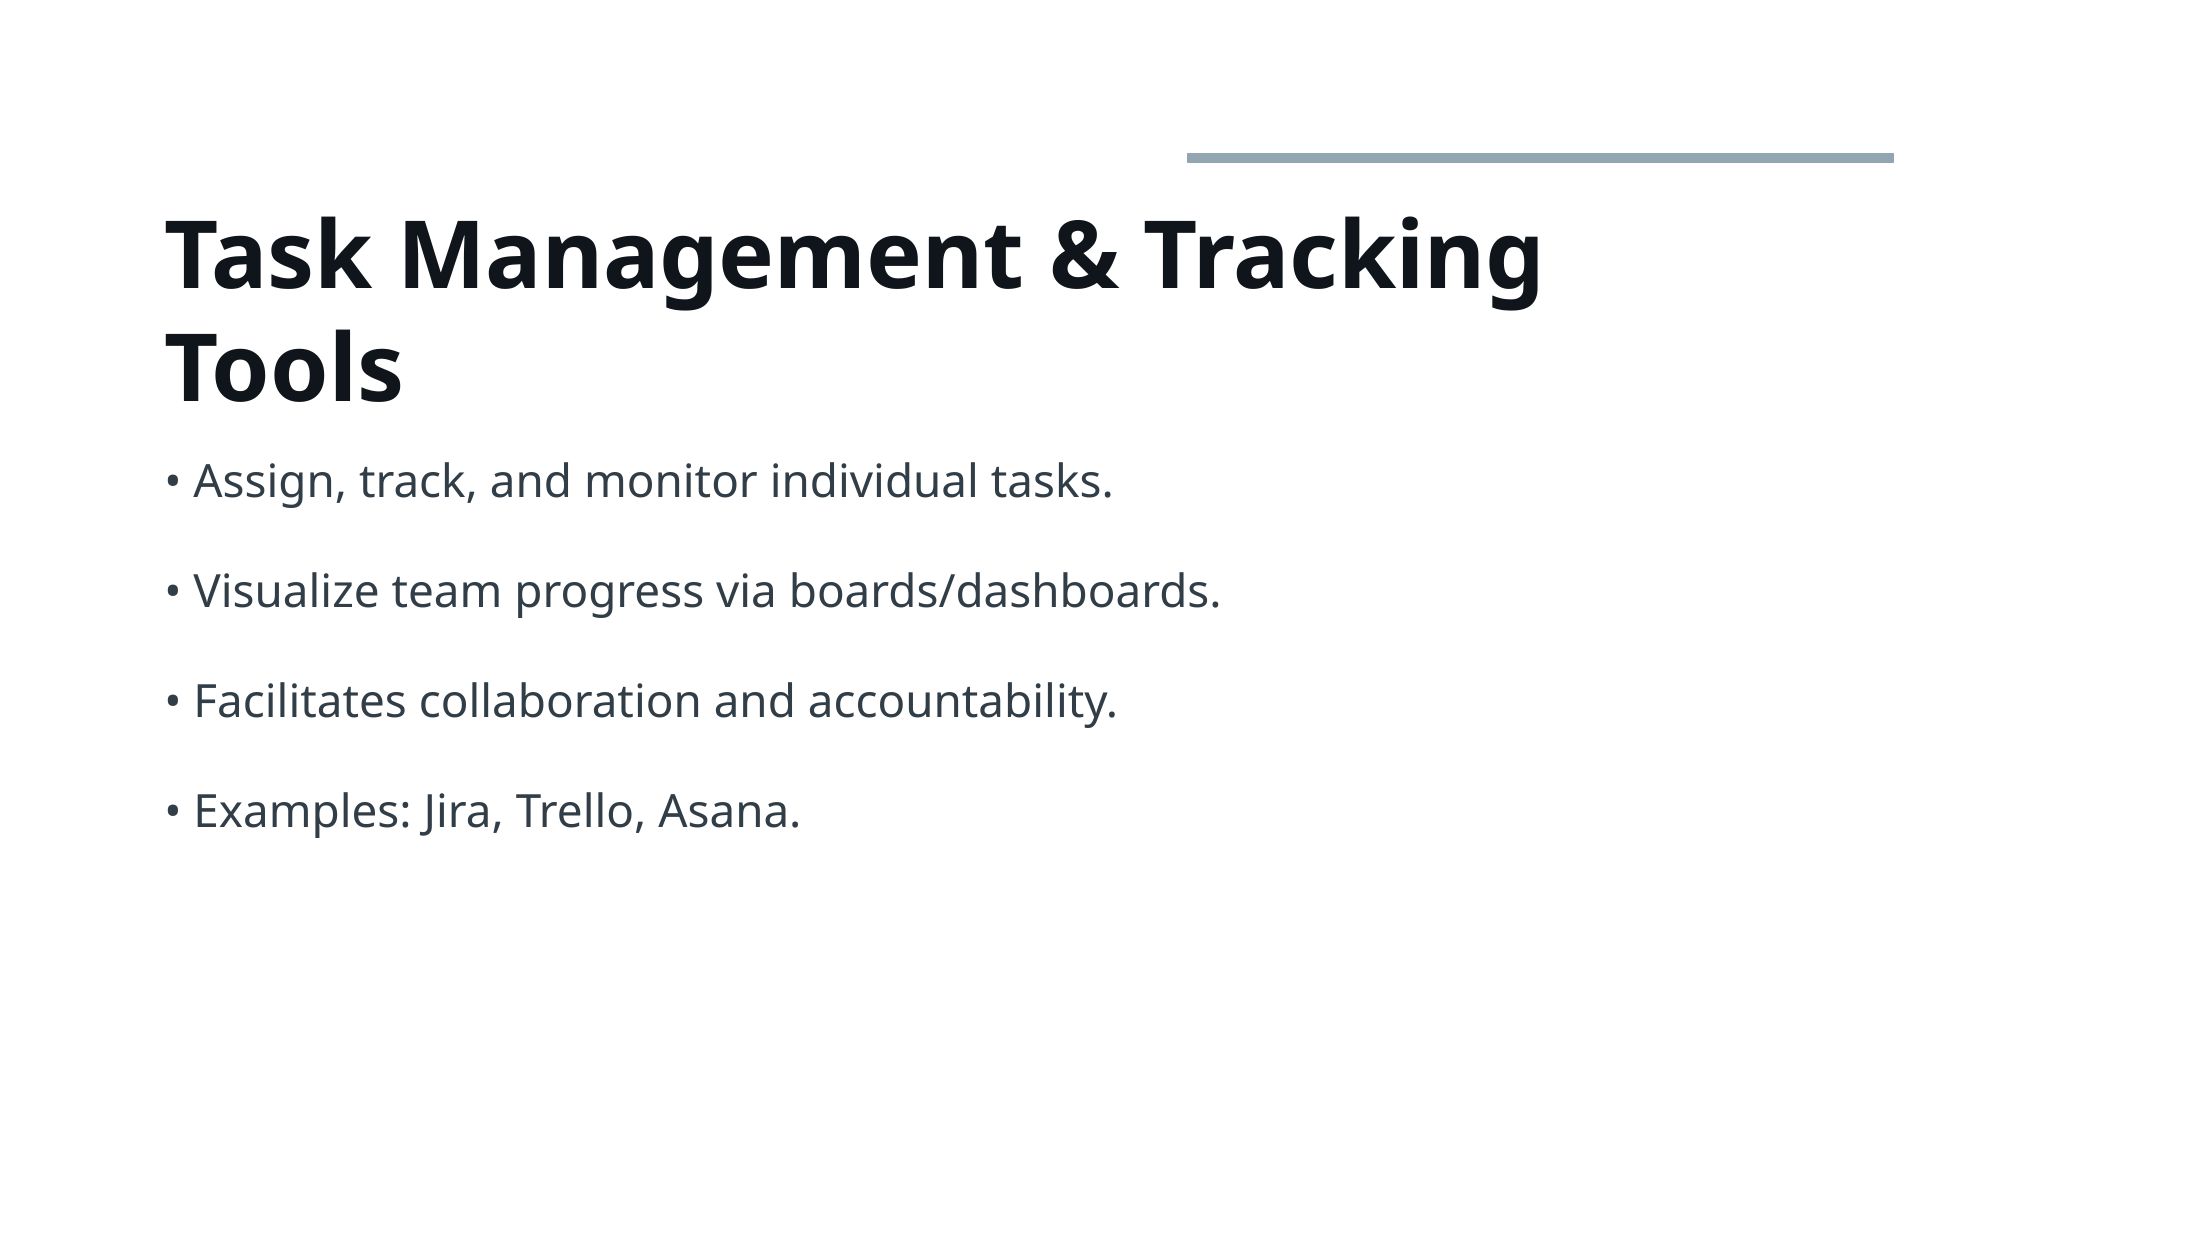 Task Management & Tracking
Tools
• Assign, track, and monitor individual tasks.
• Visualize team progress via boards/dashboards.
• Facilitates collaboration and accountability.
• Examples: Jira, Trello, Asana.